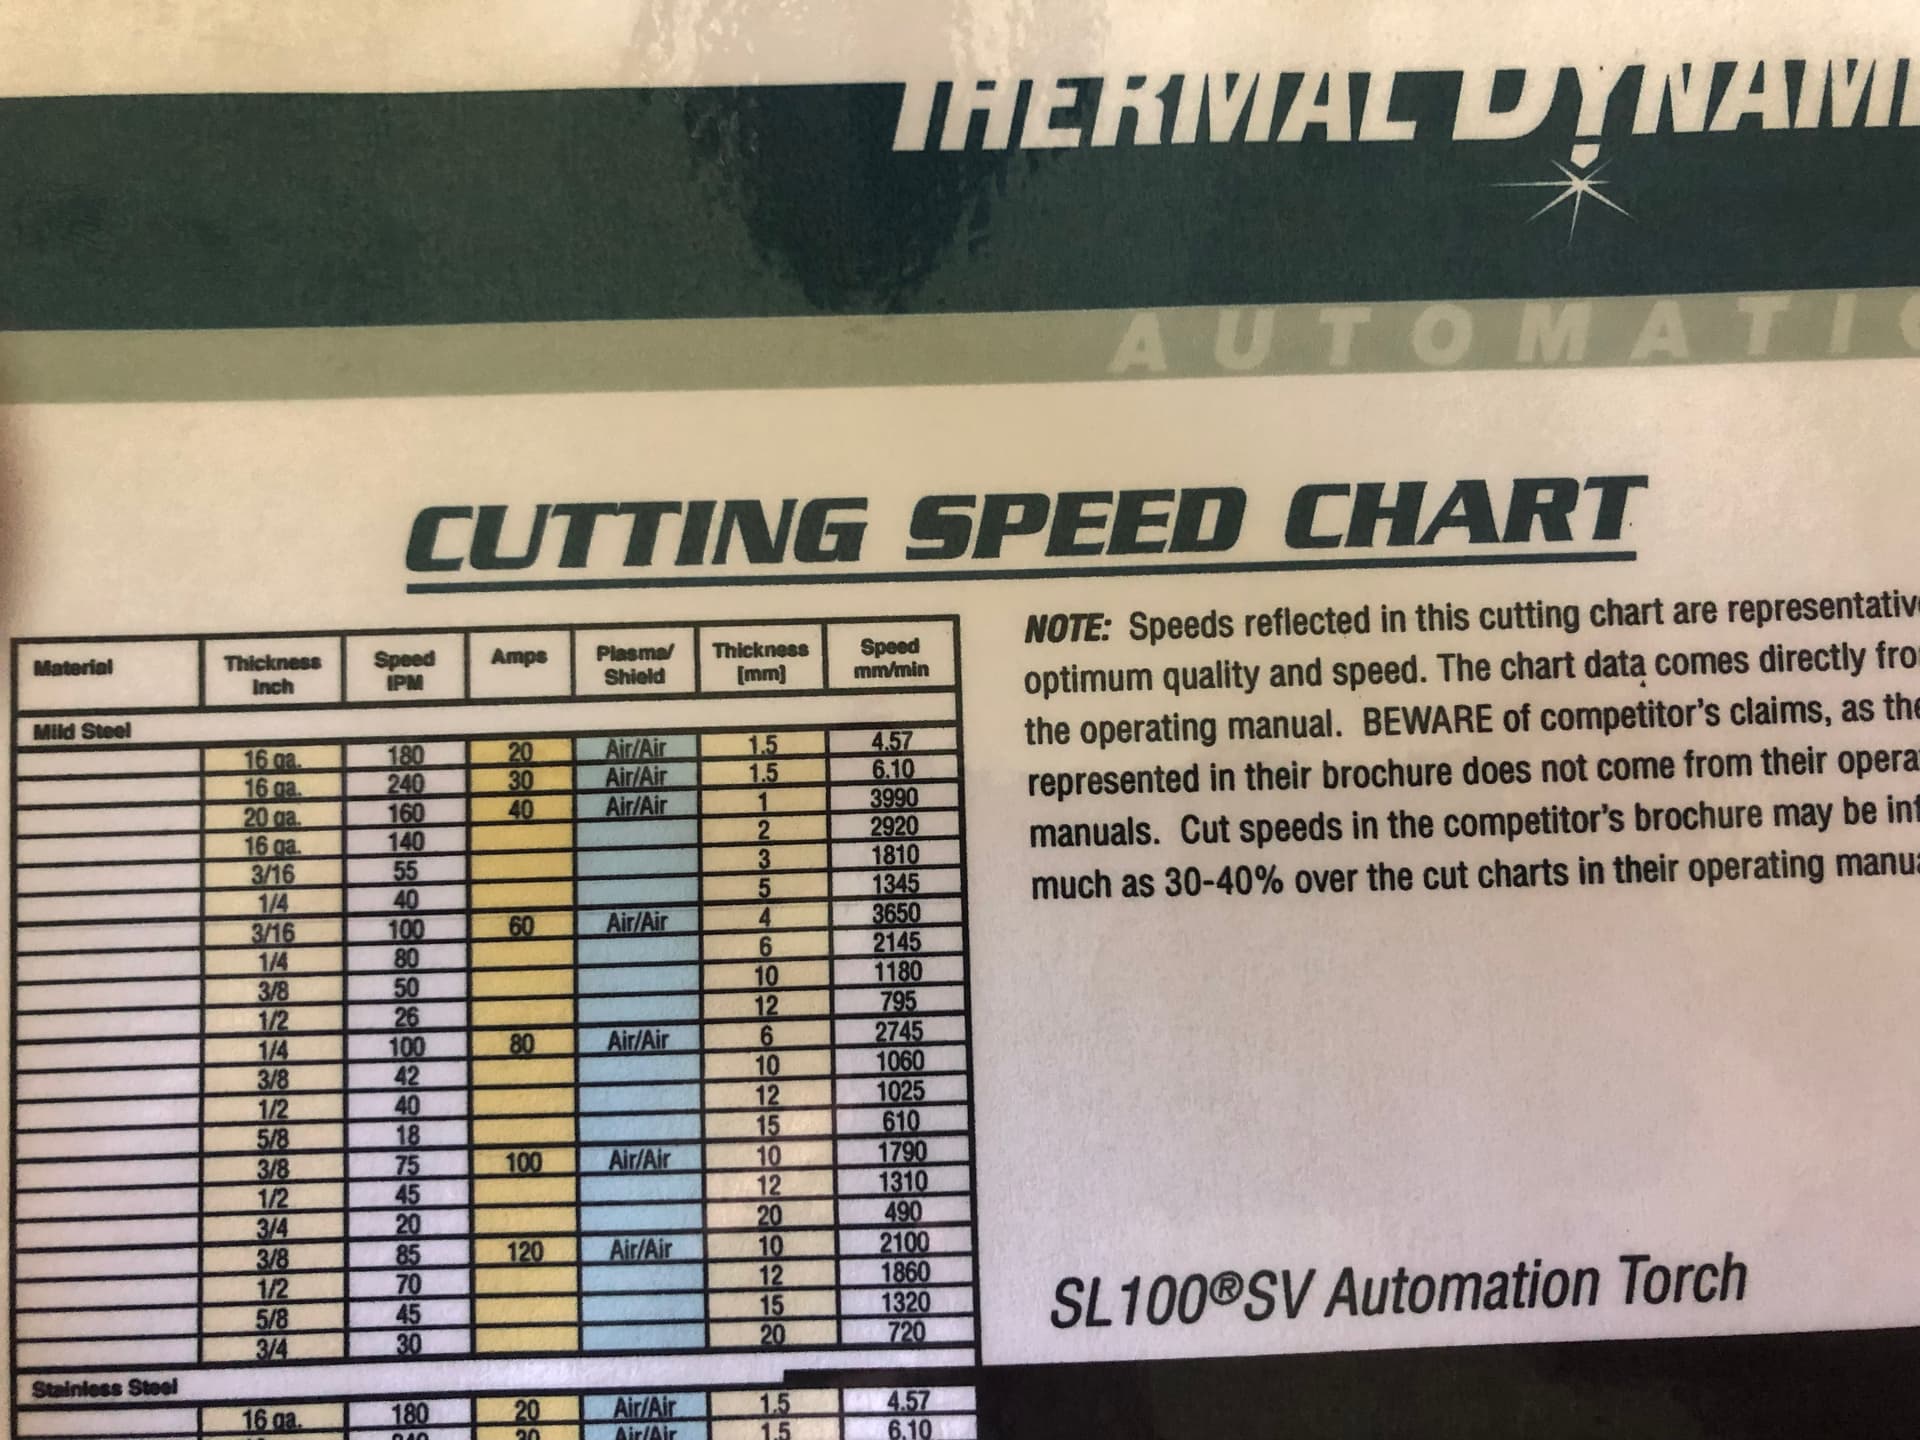 THERMAL DYNAMI
AUTOMATIO
CUTTING SPEED CHART
Material Thickness Inch Speed IPM Amps Plasma/ Shield Thickness [mm] Speed mm/min
Mild Steel
16 ga. 180 20 Air/Air 1.5 4.57
16 ga. 240 30 Air/Air 1.5 6.10
20 ga. 160 40 Air/Air 1 3990
16 ga. 140 2 2920
3/16 55 3 1810
1/4 40 5 1345
3/16 100 60 Air/Air 4 3650
1/4 80 6 2145
3/8 50 10 1180
1/2 26 12 795
1/4 100 80 Air/Air 6 2745
3/8 42 10 1060
1/2 40 12 1025
5/8 18 15 610
3/8 75 100 Air/Air 10 1790
1/2 45 12 1310
3/4 20 20 490
3/8 85 120 Air/Air 10 2100
1/2 70 12 1860
5/8 45 15 1320
3/4 30 20 720
Stainless Steel
16 ga. 180 20 Air/Air 1.5 4.57
240 30 Air/Air 1.5 6.10
NOTE: Speeds reflected in this cutting chart are representativ
optimum quality and speed. The chart data comes directly fro
the operating manual. BEWARE of competitor's claims, as the
represented in their brochure does not come from their opera
manuals. Cut speeds in the competitor's brochure may be inf
much as 30-40% over the cut charts in their operating manua
SL100®SV Automation Torch